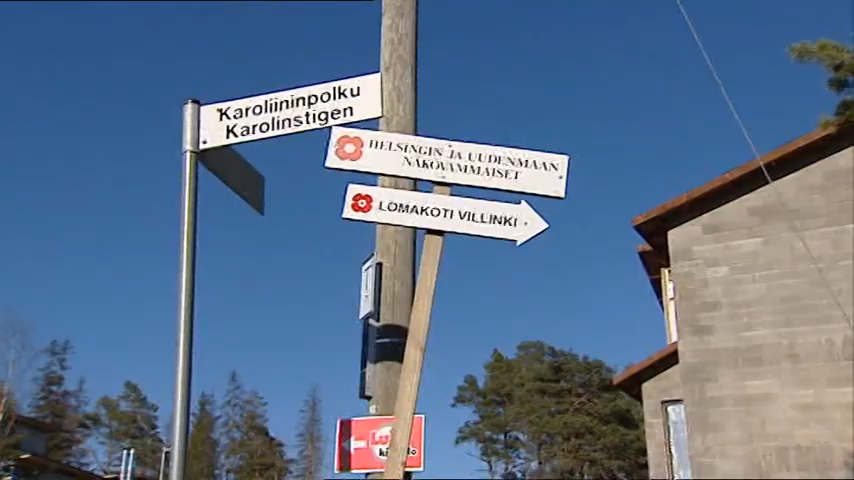 Karoliininpolku
Karolinstigen
HELSINGIN JA UUDENMAAN
NÄKÖVAMMAISET
LOMAKOTI VILLINKI